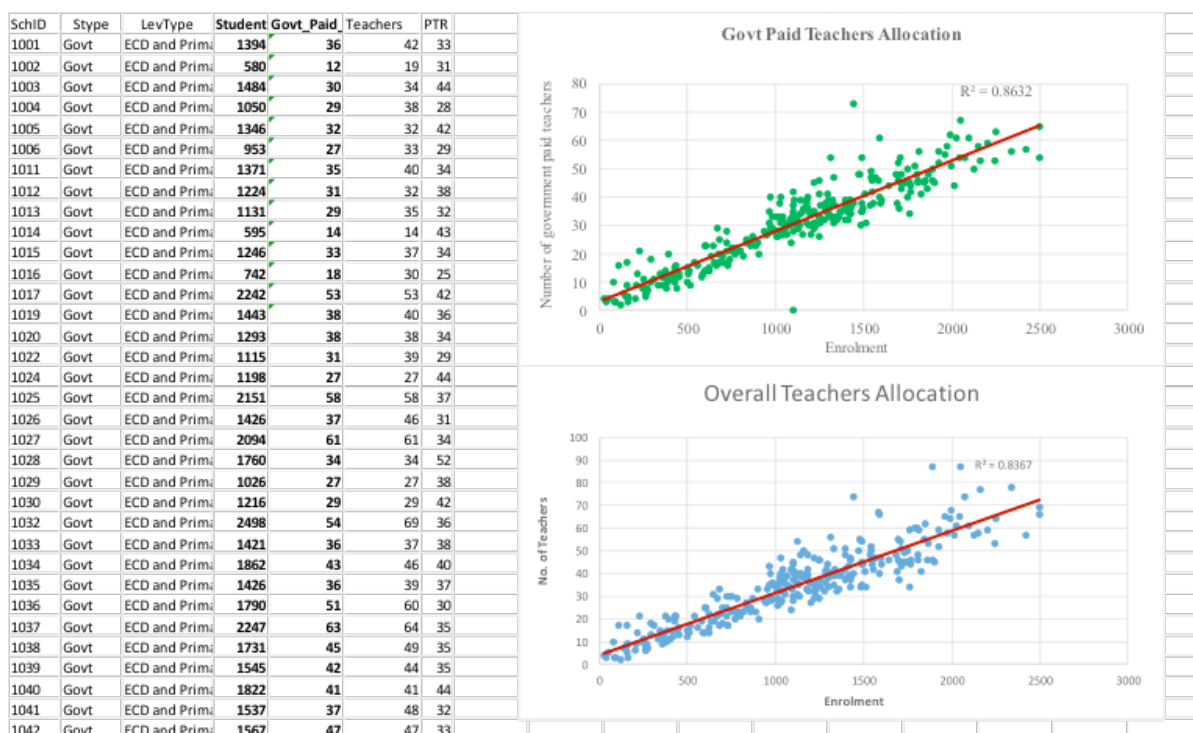 SchID Stype LevType Student Govt_Paid_ Teachers PTR
1001 Govt ECD and Prima 1394 36 42 33
1002 Govt ECD and Prima 580 12 19 31
1003 Govt ECD and Prima 1484 30 34 44
1004 Govt ECD and Prima 1050 29 38 28
1005 Govt ECD and Prima 1346 32 32 42
1006 Govt ECD and Prima 953 27 33 29
1011 Govt ECD and Prima 1371 35 40 34
1012 Govt ECD and Prima 1224 31 32 38
1013 Govt ECD and Prima 1131 29 35 32
1014 Govt ECD and Prima 595 14 14 43
1015 Govt ECD and Prima 1246 33 37 34
1016 Govt ECD and Prima 742 18 30 25
1017 Govt ECD and Prima 2242 53 53 42
1019 Govt ECD and Prima 1443 38 40 36
1020 Govt ECD and Prima 1293 38 38 34
1022 Govt ECD and Prima 1115 31 39 29
1024 Govt ECD and Prima 1198 27 27 44
1025 Govt ECD and Prima 2151 58 58 37
1026 Govt ECD and Prima 1426 37 46 31
1027 Govt ECD and Prima 2094 61 61 34
1028 Govt ECD and Prima 1760 34 34 52
1029 Govt ECD and Prima 1026 27 27 38
1030 Govt ECD and Prima 1216 29 29 42
1032 Govt ECD and Prima 2498 54 69 36
1033 Govt ECD and Prima 1421 36 37 38
1034 Govt ECD and Prima 1862 43 46 40
1035 Govt ECD and Prima 1426 36 39 37
1036 Govt ECD and Prima 1790 51 60 30
1037 Govt ECD and Prima 2247 63 64 35
1038 Govt ECD and Prima 1731 45 49 35
1039 Govt ECD and Prima 1545 42 44 35
1040 Govt ECD and Prima 1822 41 41 44
1041 Govt ECD and Prima 1537 37 48 32
1042 Govt ECD and Prima 1567 47 47 33
Govt Paid Teachers Allocation
R² = 0.8632
Number of government paid teachers
80
70
60
50
40
30
20
10
0
0 500 1000 1500 2000 2500 3000
Enrolment
Overall Teachers Allocation
R² = 0.8367
No. of Teachers
100
90
80
70
60
50
40
30
20
10
0
0 500 1000 1500 2000 2500 3000
Enrolment